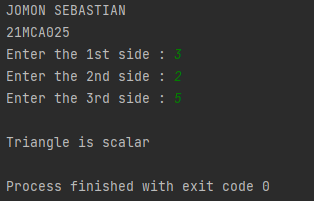 JOMON SEBASTIAN
21MCA025
Enter the 1st side : 3
Enter the 2nd side : 2
Enter the 3rd side : 5
Triangle is scalar
Process finished with exit code 0